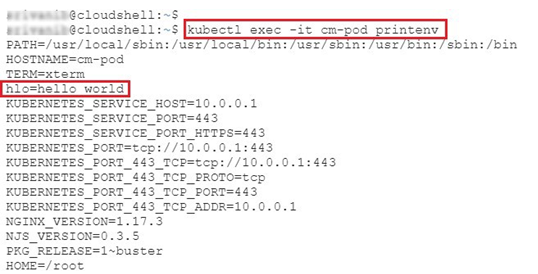 @cloudshell:~$
@cloudshell:~$ kubectl exec -it cm-pod printenv
PATH=/usr/local/sbin:/usr/local/bin:/usr/sbin:/usr/bin:/sbin:/bin
HOSTNAME=cm-pod
TERM=xterm
hlo=hello world
KUBERNETES_SERVICE_HOST=10.0.0.1
KUBERNETES_SERVICE_PORT=443
KUBERNETES_SERVICE_PORT_HTTPS=443
KUBERNETES_PORT=tcp://10.0.0.1:443
KUBERNETES_PORT_443_TCP=tcp://10.0.0.1:443
KUBERNETES_PORT_443_TCP_PROTO=tcp
KUBERNETES_PORT_443_TCP_PORT=443
KUBERNETES_PORT_443_TCP_ADDR=10.0.0.1
NGINX_VERSION=1.17.3
NJS_VERSION=0.3.5
PKG_RELEASE=1~buster
HOME=/root